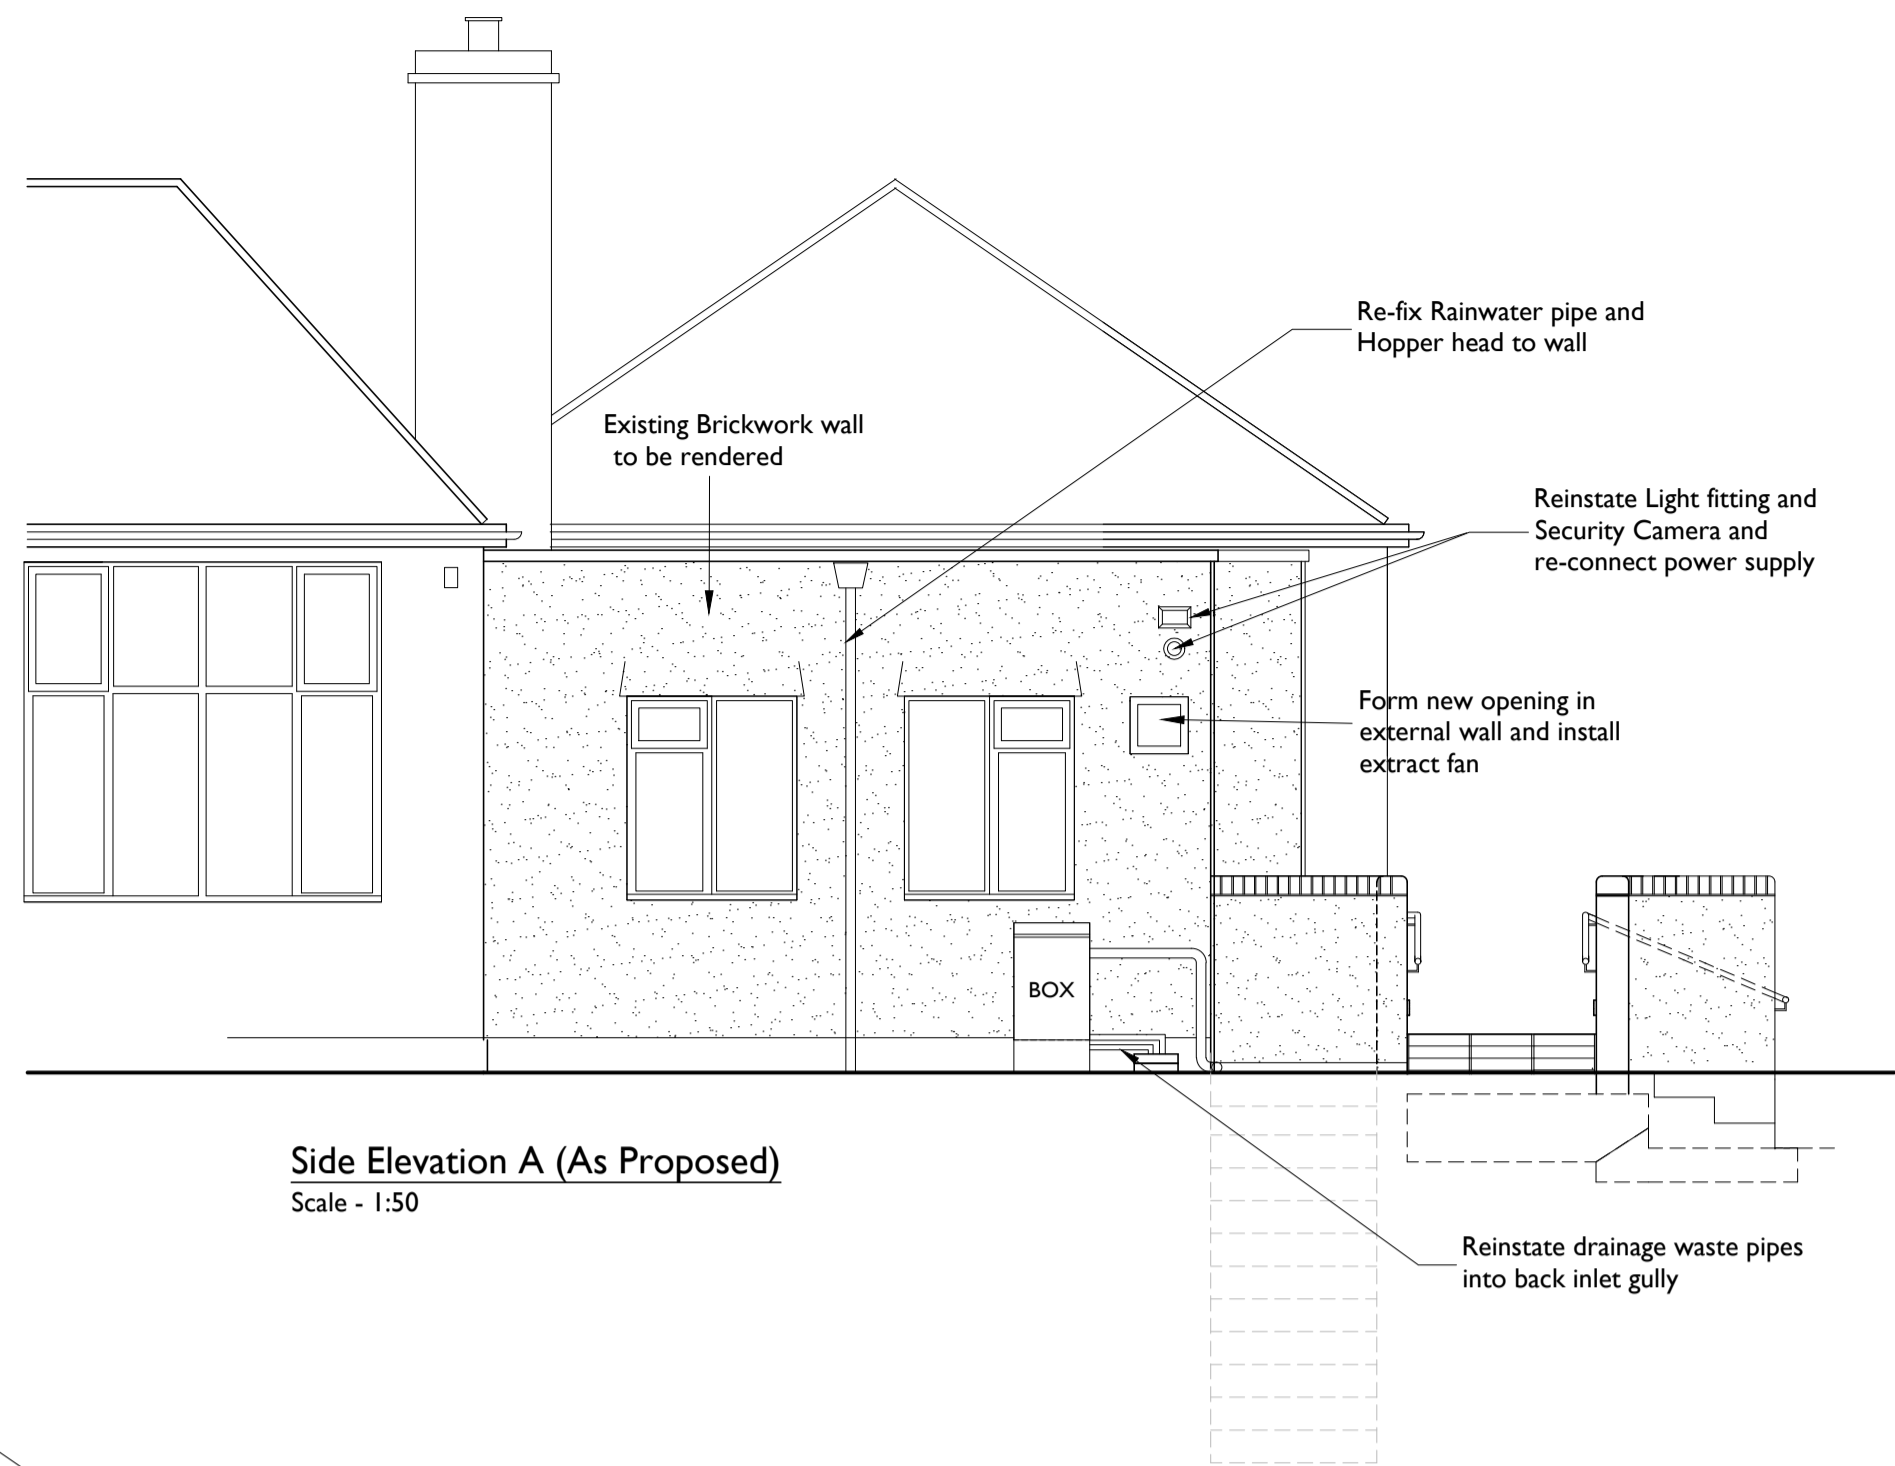 Re-fix Rainwater pipe and
Hopper head to wall
Existing Brickwork wall
to be rendered
Reinstate Light fitting and
Security Camera and
re-connect power supply
Form new opening in
external wall and install
extract fan
BOX
Side Elevation A (As Proposed)
Scale - 1:50
Reinstate drainage waste pipes
into back inlet gully